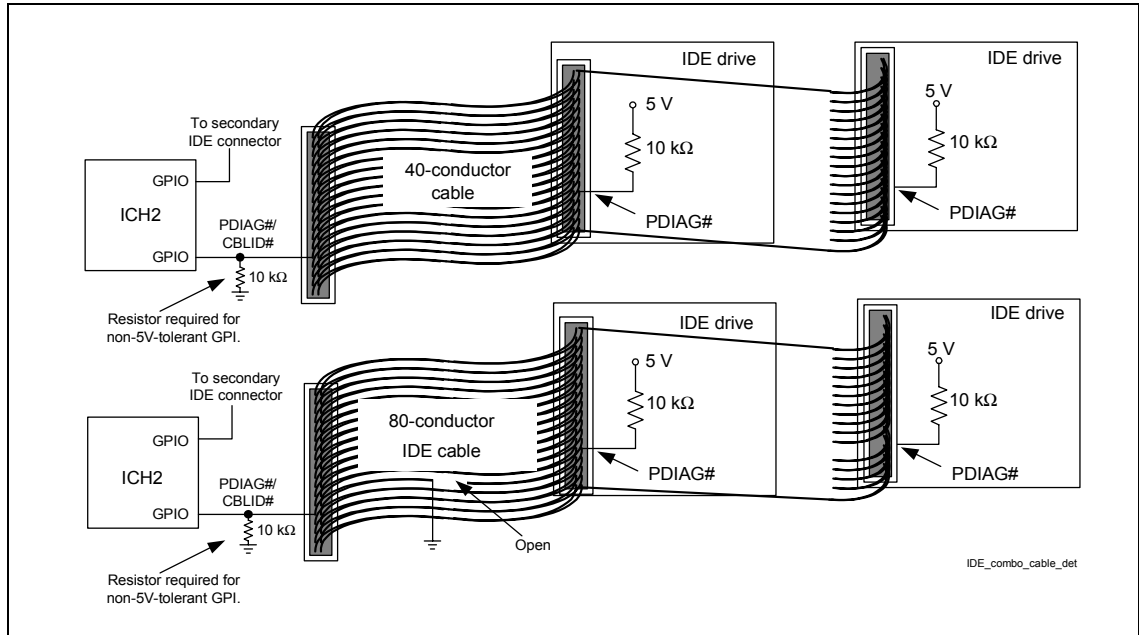 IDE drive
IDE drive
5 V
5 V
To secondary
IDE connector
10 kΩ
10 kΩ
GPIO
40-conductor
cable
ICH2
PDIAG#/
CBLID#
PDIAG#
PDIAG#
GPIO
10 kΩ
Resistor required for
non-5V-tolerant GPI.
IDE drive
IDE drive
5 V
5 V
To secondary
IDE connector
10 kΩ
10 kΩ
80-conductor
IDE cable
GPIO
ICH2
PDIAG#
PDIAG#
PDIAG#/
CBLID#
GPIO
10 kΩ
Open
Resistor required for
non-5V-tolerant GPI.
IDE_combo_cable_det